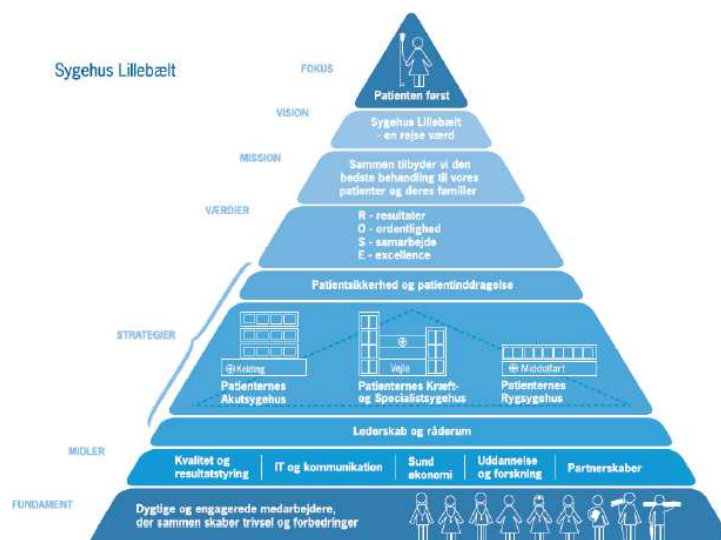 Sygehus Lillebælt
FOKUS
Patienten først
VISION
Sygehus Lillebælt
- en rejse værd
MISSION
Sammen tilbyder vi den
bedste behandling til vores
patienter og deres familier
VÆRDIER
R - resultater
O - ordentlighed
S - samarbejde
E - excellence
Patientsikkerhed og patientinddragelse
STRATEGIER
Kolding
Patienternes
Akutsygehus
Vejle
Patienternes Kræft-
og Specialistsygehus
Middelfart
Patienternes
Rygsygehus
Lederskab og råderum
MIDLER
Kvalitet og
resultatstyring
IT og kommunikation
Sund
økonomi
Uddannelse
og forskning
Partnerskaber
FUNDAMENT
Dygtige og engagerede medarbejdere,
der sammen skaber trivsel og forbedringer